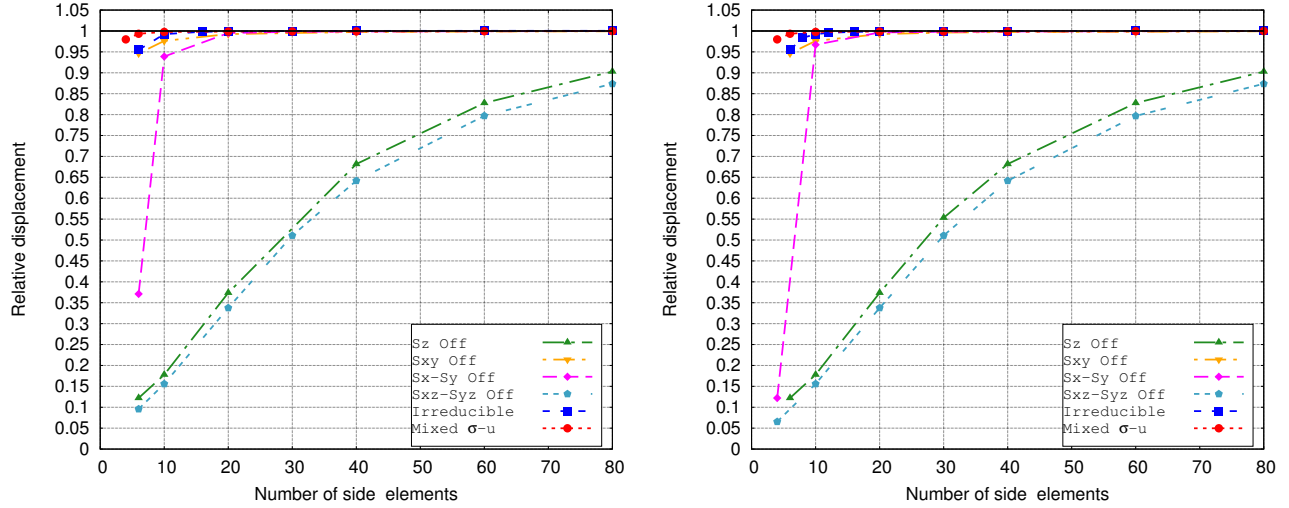 1.05
1
0.95
0.9
0.85
0.8
0.75
0.7
0.65
0.6
0.55
0.5
0.45
0.4
0.35
0.3
0.25
0.2
0.15
0.1
0.05
0
0 10 20 30 40 50 60 70 80
Relative displacement
Number of side elements
Sz Off
Sxy Off
Sx-Sy Off
Sxz-Syz Off
Irreducible
Mixed σ-u
1.05
1
0.95
0.9
0.85
0.8
0.75
0.7
0.65
0.6
0.55
0.5
0.45
0.4
0.35
0.3
0.25
0.2
0.15
0.1
0.05
0
0 10 20 30 40 50 60 70 80
Relative displacement
Number of side elements
Sz Off
Sxy Off
Sx-Sy Off
Sxz-Syz Off
Irreducible
Mixed σ-u